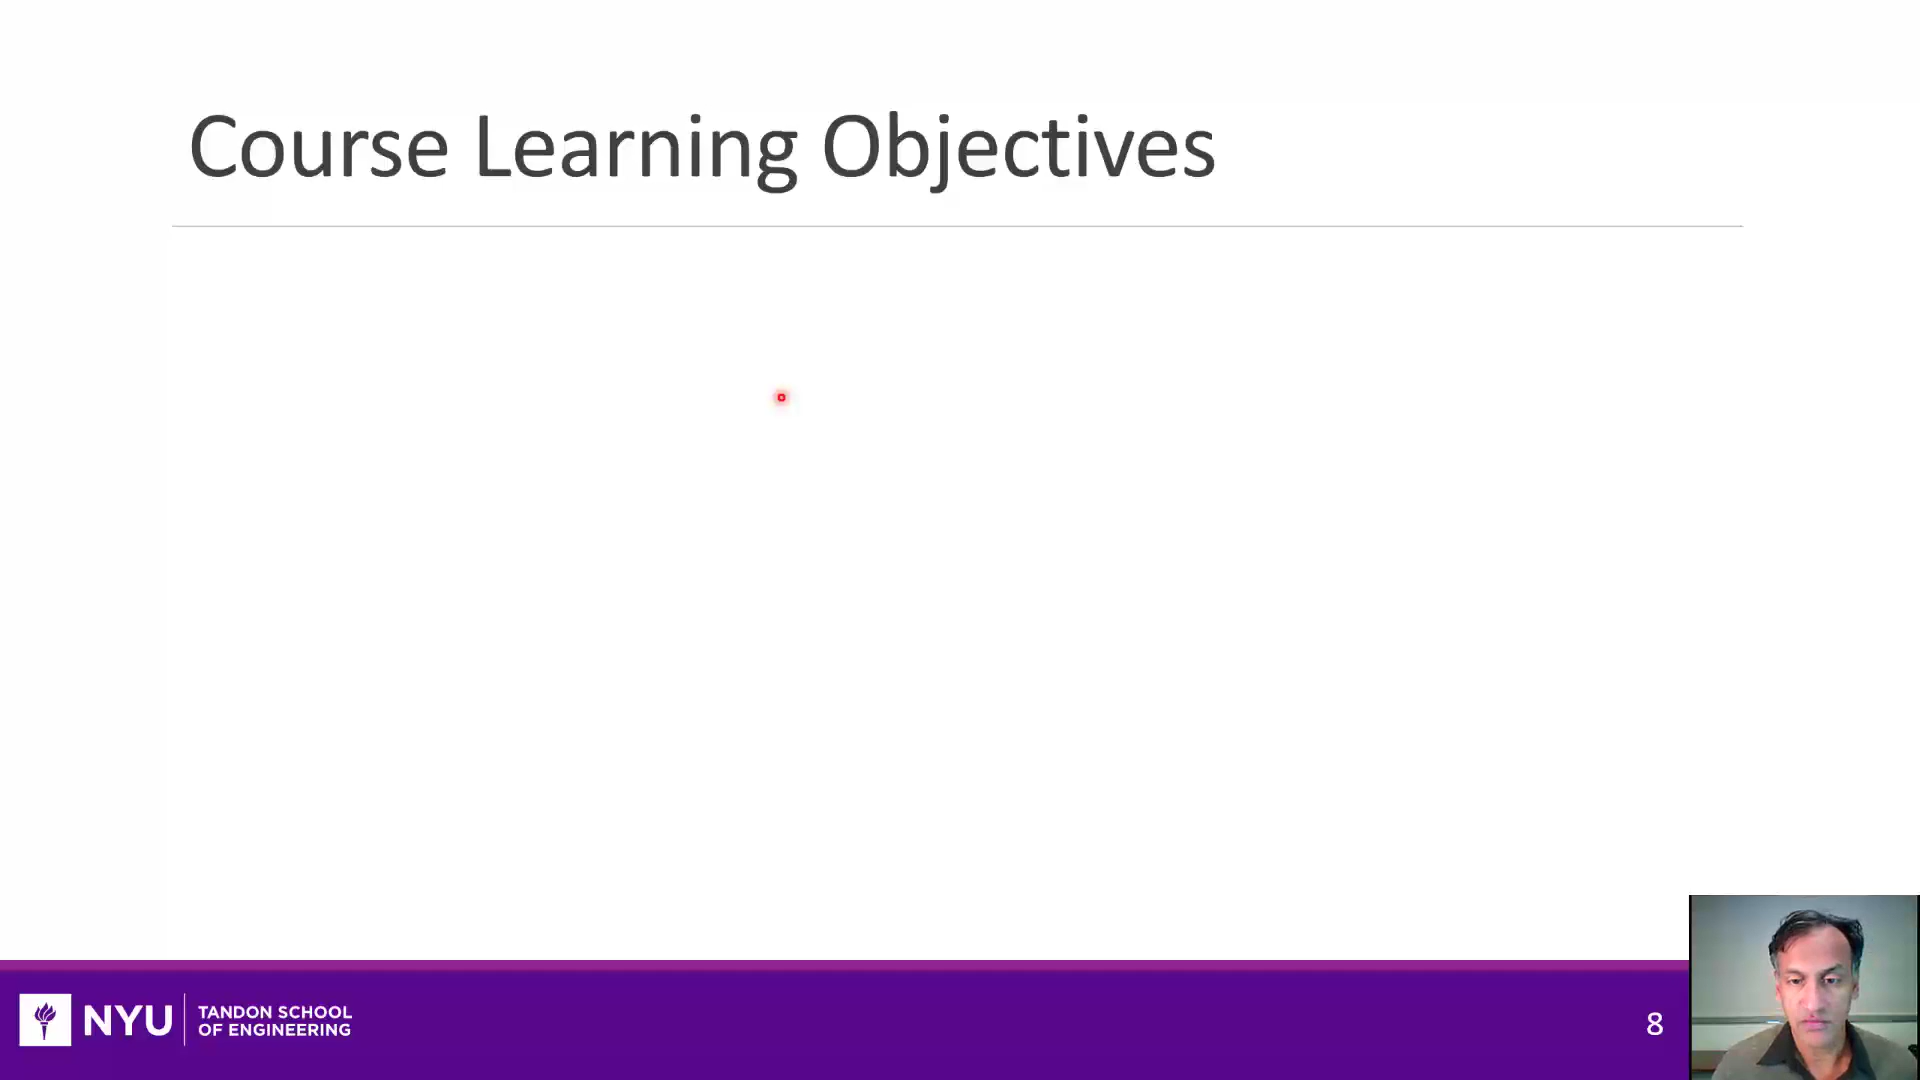 Course Learning Objectives
NYU
TANDON SCHOOL
OF ENGINEERING
8